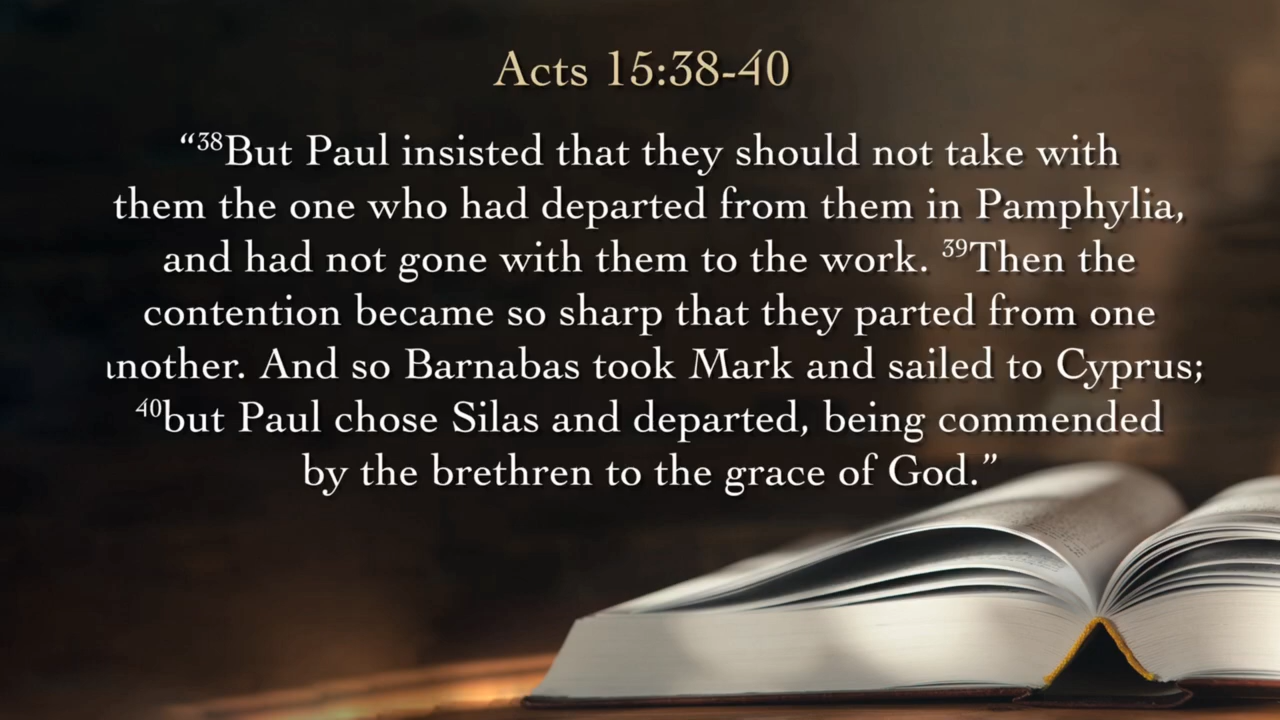 Acts 15:38-40
“38But Paul insisted that they should not take with
them the one who had departed from them in Pamphylia,
and had not gone with them to the work. 39Then the
contention became so sharp that they parted from one
another. And so Barnabas took Mark and sailed to Cyprus;
40but Paul chose Silas and departed, being commended
by the brethren to the grace of God.”